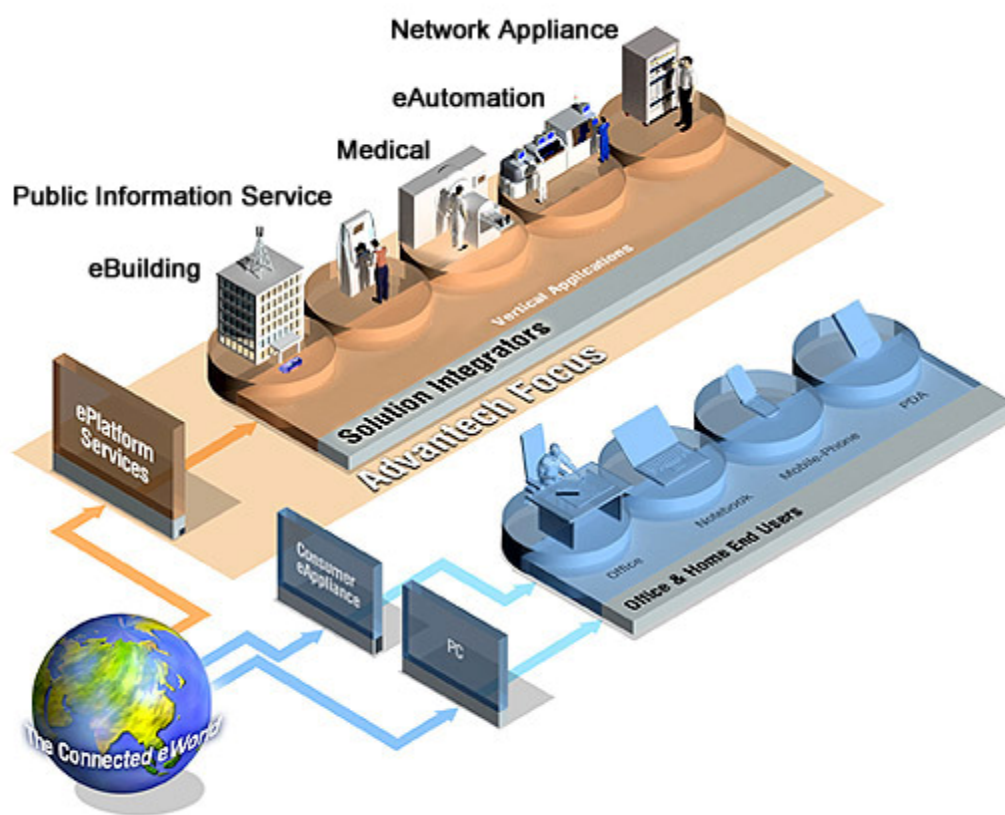 Network Appliance
eAutomation
Medical
Public Information Service
eBuilding
Vertical Applications
Solution Integrators
Advantech Focus
ePlatform
Services
PDA
Mobile-Phone
Notebook
Office
Office & Home End Users
Consumer
eAppliance
PC
The Connected eWorld